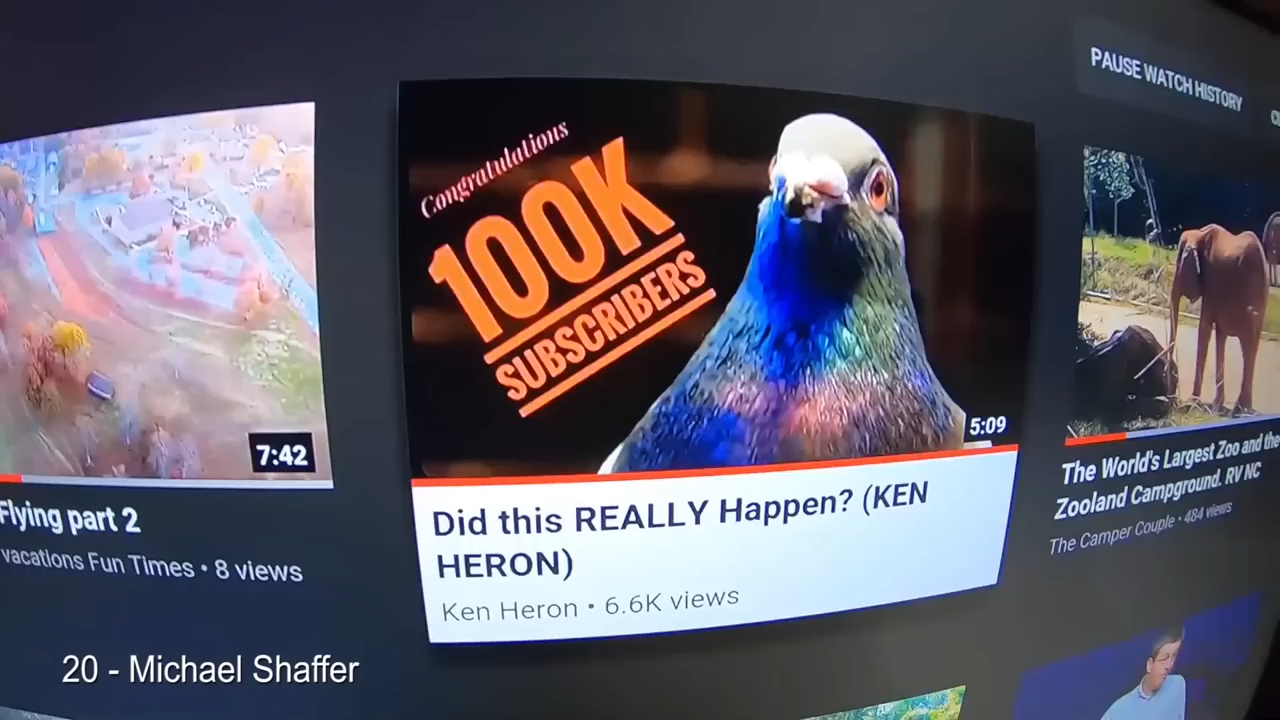 PAUSE WATCH HISTORY
Congratulations
100K
SUBSCRIBERS
5:09
7:42
Flying part 2
vacations Fun Times • 8 views
Did this REALLY Happen? (KEN
HERON)
Ken Heron • 6.6K views
The World's Largest Zoo and the
Zooland Campground. RV NC
The Camper Couple • 484 views
20 - Michael Shaffer